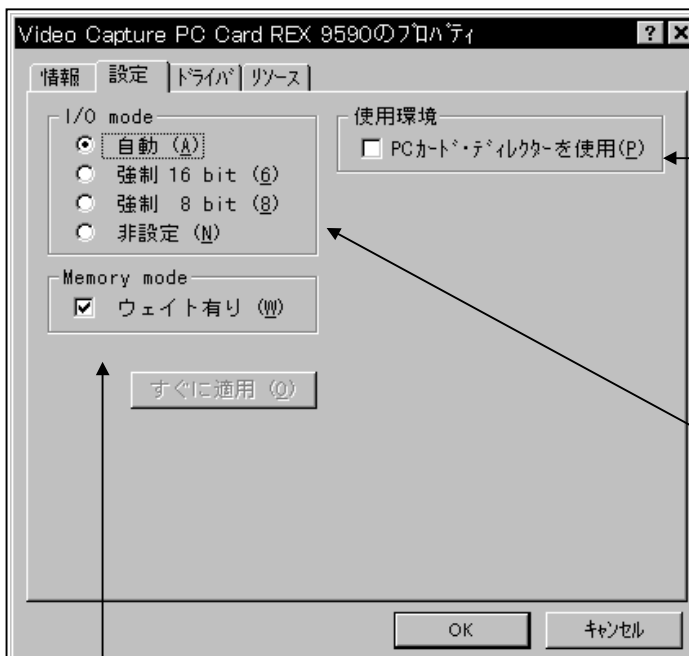 Video Capture PC Card REX 9590のﾌﾟﾛﾊﾟﾃｨ
情報 設定 ﾄﾞﾗｲﾊﾞ ﾘｿｰｽ
I/O mode
自動 (A)
強制 16 bit (6)
強制 8 bit (8)
非設定 (N)
使用環境
PCｶｰﾄﾞ・ﾃﾞｨﾚｸﾀｰを使用(P)
Memory mode
ウェイト有り (W)
すぐに適用 (O)
OK ｷｬﾝｾﾙ